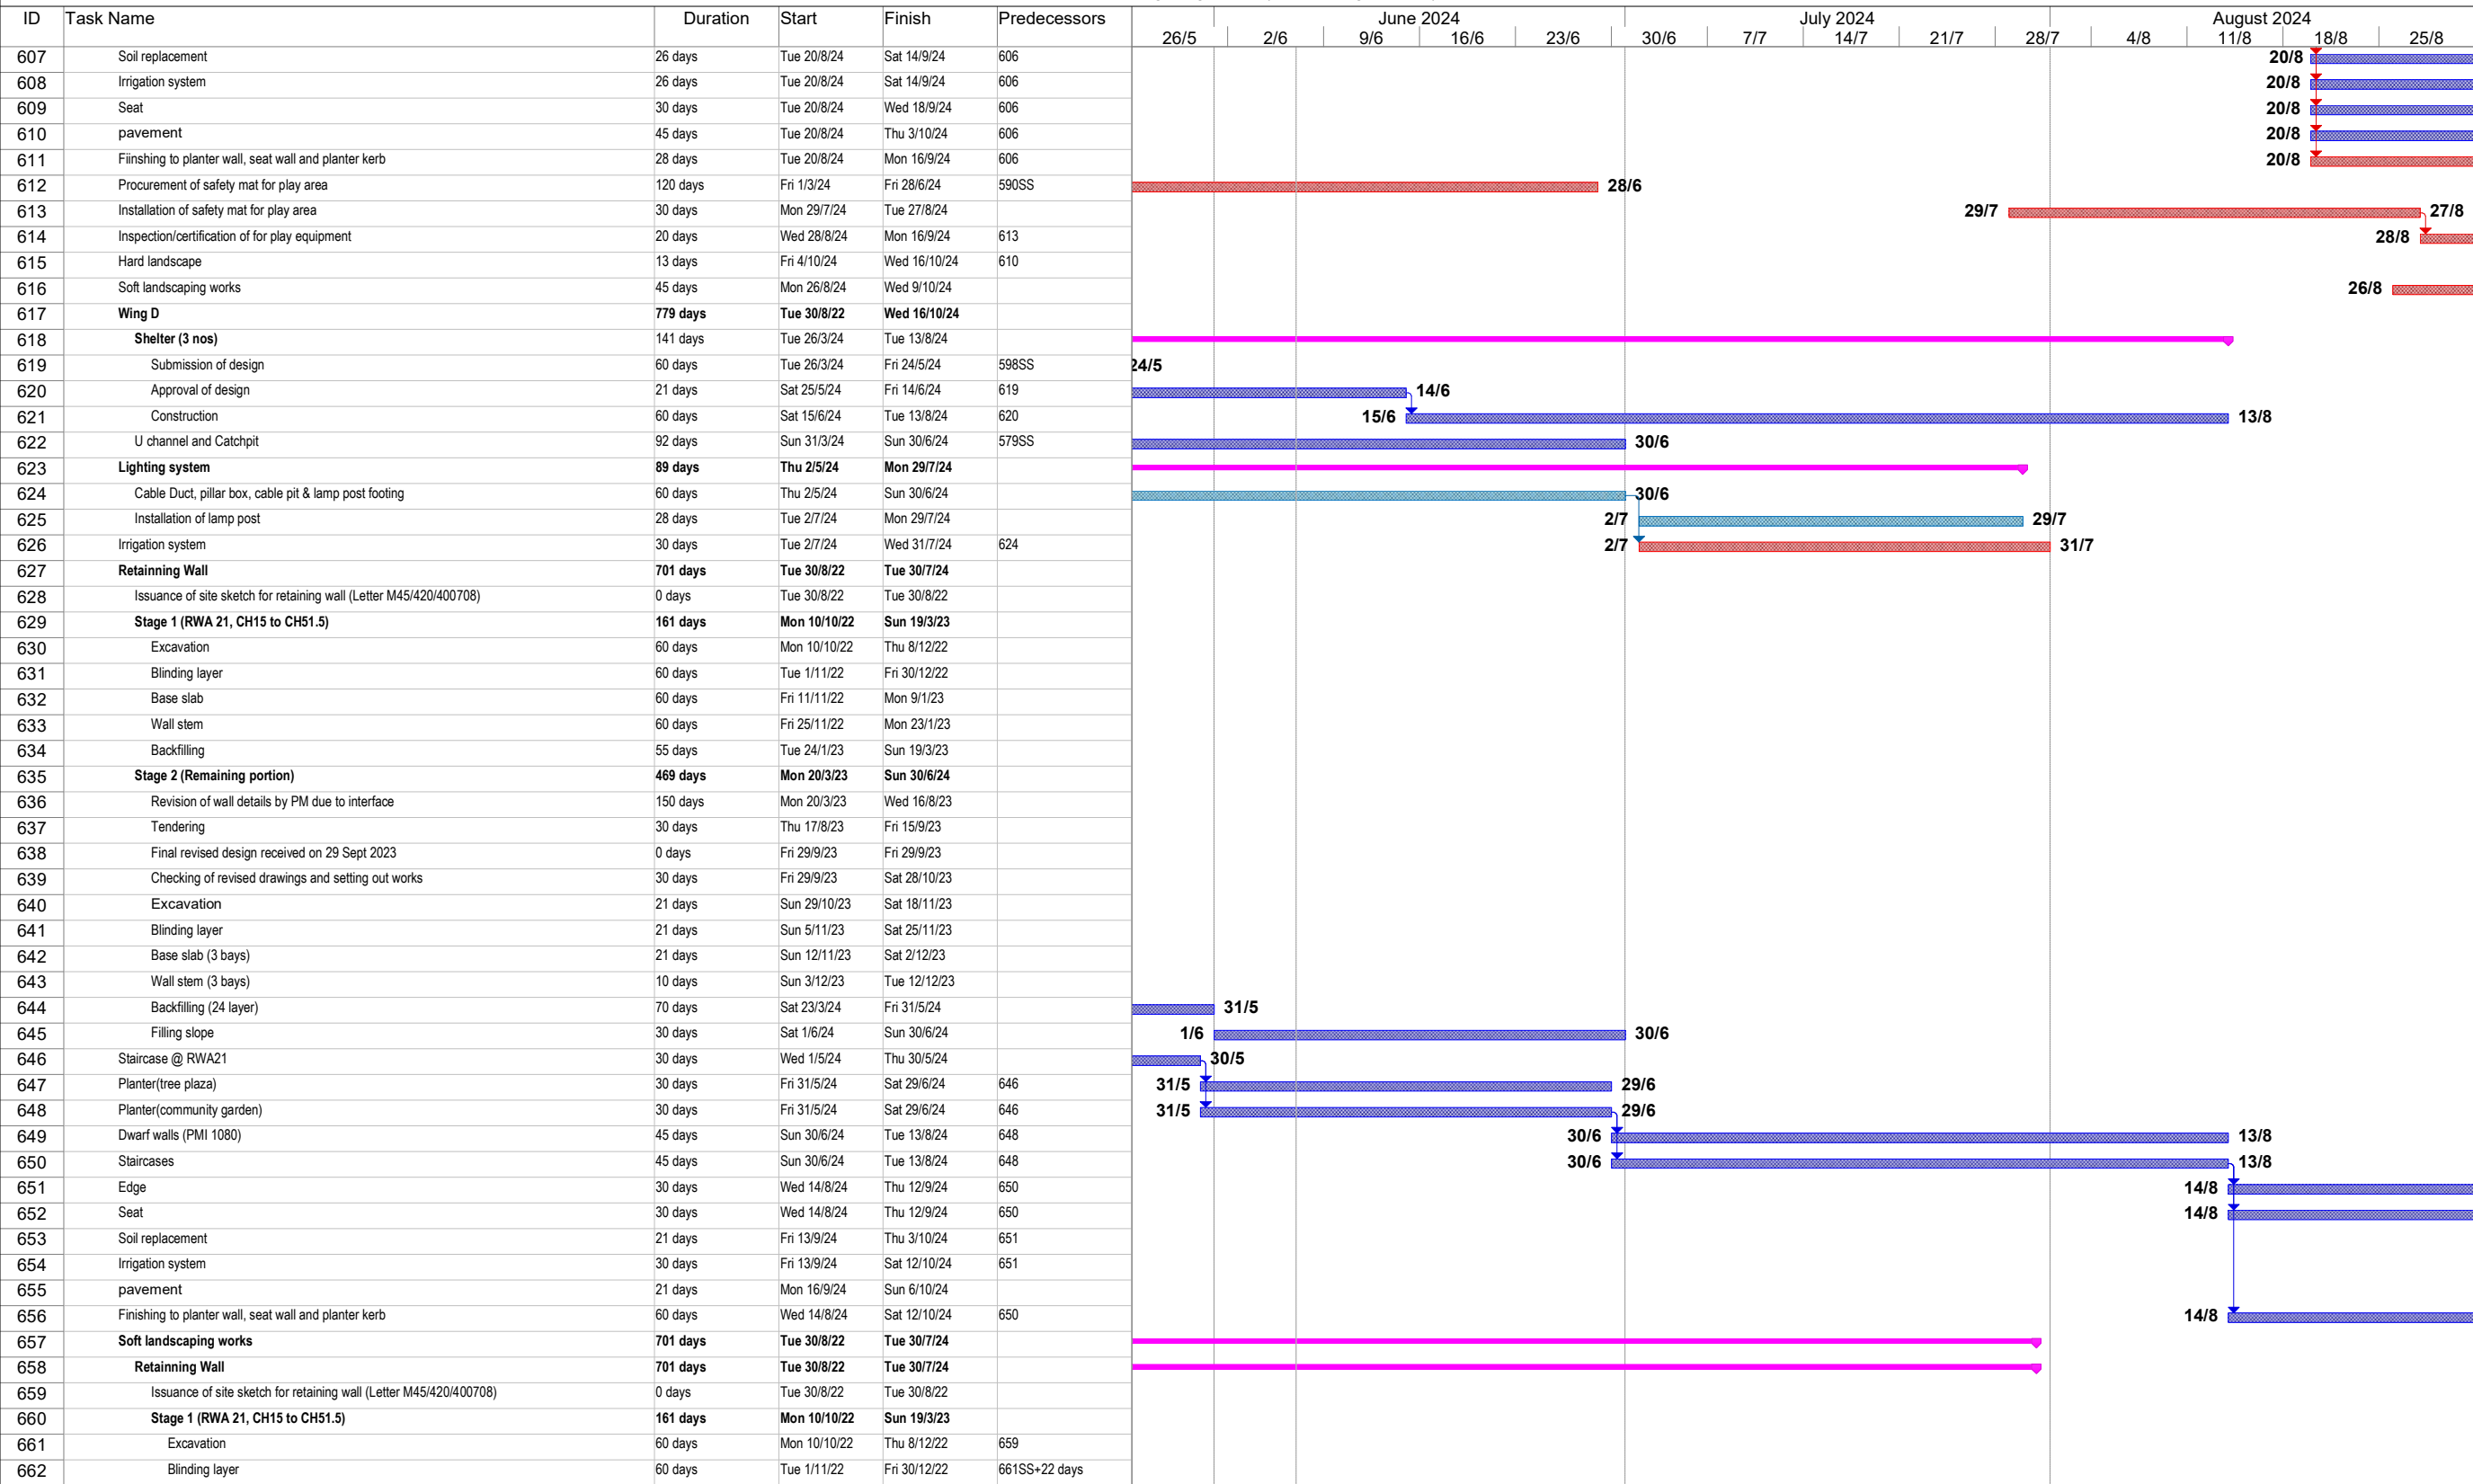 ID Task Name Duration Start Finish Predecessors June 2024 July 2024 August 2024
26/5 2/6 9/6 16/6 23/6 30/6 7/7 14/7 21/7 28/7 4/8 11/8 18/8 25/8
607 Soil replacement 26 days Tue 20/8/24 Sat 14/9/24 606 20/8
608 Irrigation system 26 days Tue 20/8/24 Sat 14/9/24 606 20/8
609 Seat 30 days Tue 20/8/24 Wed 18/9/24 606 20/8
610 pavement 45 days Tue 20/8/24 Thu 3/10/24 606 20/8
611 Fiinshing to planter wall, seat wall and planter kerb 28 days Tue 20/8/24 Mon 16/9/24 606 20/8
612 Procurement of safety mat for play area 120 days Fri 1/3/24 Fri 28/6/24 590SS 28/6
613 Installation of safety mat for play area 30 days Mon 29/7/24 Tue 27/8/24 29/7 27/8
614 Inspection/certification of for play equipment 20 days Wed 28/8/24 Mon 16/9/24 613 28/8
615 Hard landscape 13 days Fri 4/10/24 Wed 16/10/24 610
616 Soft landscaping works 45 days Mon 26/8/24 Wed 9/10/24 26/8
617 Wing D 779 days Tue 30/8/22 Wed 16/10/24
618 Shelter (3 nos) 141 days Tue 26/3/24 Tue 13/8/24
619 Submission of design 60 days Tue 26/3/24 Fri 24/5/24 598SS 24/5
620 Approval of design 21 days Sat 25/5/24 Fri 14/6/24 619 14/6
621 Construction 60 days Sat 15/6/24 Tue 13/8/24 620 15/6 13/8
622 U channel and Catchpit 92 days Sun 31/3/24 Sun 30/6/24 579SS 30/6
623 Lighting system 89 days Thu 2/5/24 Mon 29/7/24
624 Cable Duct, pillar box, cable pit & lamp post footing 60 days Thu 2/5/24 Sun 30/6/24 30/6
625 Installation of lamp post 28 days Tue 2/7/24 Mon 29/7/24 2/7 29/7
626 Irrigation system 30 days Tue 2/7/24 Wed 31/7/24 624 2/7 31/7
627 Retainning Wall 701 days Tue 30/8/22 Tue 30/7/24
628 Issuance of site sketch for retaining wall (Letter M45/420/400708) 0 days Tue 30/8/22 Tue 30/8/22
629 Stage 1 (RWA 21, CH15 to CH51.5) 161 days Mon 10/10/22 Sun 19/3/23
630 Excavation 60 days Mon 10/10/22 Thu 8/12/22
631 Blinding layer 60 days Tue 1/11/22 Fri 30/12/22
632 Base slab 60 days Fri 11/11/22 Mon 9/1/23
633 Wall stem 60 days Fri 25/11/22 Mon 23/1/23
634 Backfilling 55 days Tue 24/1/23 Sun 19/3/23
635 Stage 2 (Remaining portion) 469 days Mon 20/3/23 Sun 30/6/24
636 Revision of wall details by PM due to interface 150 days Mon 20/3/23 Wed 16/8/23
637 Tendering 30 days Thu 17/8/23 Fri 15/9/23
638 Final revised design received on 29 Sept 2023 0 days Fri 29/9/23 Fri 29/9/23
639 Checking of revised drawings and setting out works 30 days Fri 29/9/23 Sat 28/10/23
640 Excavation 21 days Sun 29/10/23 Sat 18/11/23
641 Blinding layer 21 days Sun 5/11/23 Sat 25/11/23
642 Base slab (3 bays) 21 days Sun 12/11/23 Sat 2/12/23
643 Wall stem (3 bays) 10 days Sun 3/12/23 Tue 12/12/23
644 Backfilling (24 layer) 70 days Sat 23/3/24 Fri 31/5/24 31/5
645 Filling slope 30 days Sat 1/6/24 Sun 30/6/24 1/6 30/6
646 Staircase @ RWA21 30 days Wed 1/5/24 Thu 30/5/24 30/5
647 Planter(tree plaza) 30 days Fri 31/5/24 Sat 29/6/24 646 31/5 29/6
648 Planter(community garden) 30 days Fri 31/5/24 Sat 29/6/24 646 31/5 29/6
649 Dwarf walls (PMI 1080) 45 days Sun 30/6/24 Tue 13/8/24 648 30/6 13/8
650 Staircases 45 days Sun 30/6/24 Tue 13/8/24 648 30/6 13/8
651 Edge 30 days Wed 14/8/24 Thu 12/9/24 650 14/8
652 Seat 30 days Wed 14/8/24 Thu 12/9/24 650 14/8
653 Soil replacement 21 days Fri 13/9/24 Thu 3/10/24 651
654 Irrigation system 30 days Fri 13/9/24 Sat 12/10/24 651
655 pavement 21 days Mon 16/9/24 Sun 6/10/24
656 Finishing to planter wall, seat wall and planter kerb 60 days Wed 14/8/24 Sat 12/10/24 650 14/8
657 Soft landscaping works 701 days Tue 30/8/22 Tue 30/7/24
658 Retainning Wall 701 days Tue 30/8/22 Tue 30/7/24
659 Issuance of site sketch for retaining wall (Letter M45/420/400708) 0 days Tue 30/8/22 Tue 30/8/22
660 Stage 1 (RWA 21, CH15 to CH51.5) 161 days Mon 10/10/22 Sun 19/3/23
661 Excavation 60 days Mon 10/10/22 Thu 8/12/22 659
662 Blinding layer 60 days Tue 1/11/22 Fri 30/12/22 661SS+22 days